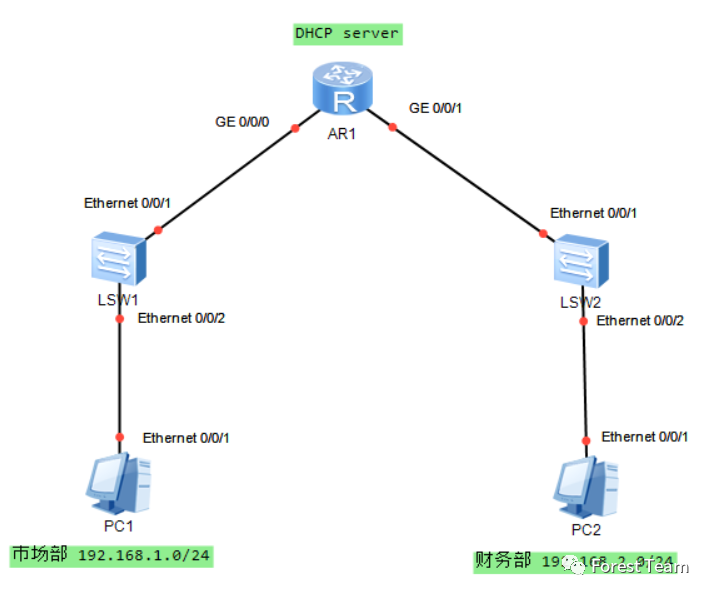 DHCP server
R
AR1
GE 0/0/0
GE 0/0/1
Ethernet 0/0/1
Ethernet 0/0/1
LSW1
LSW2
Ethernet 0/0/2
Ethernet 0/0/2
Ethernet 0/0/1
Ethernet 0/0/1
PC1
PC2
市场部 192.168.1.0/24
财务部 192.168.2.0/24
ForestTeam